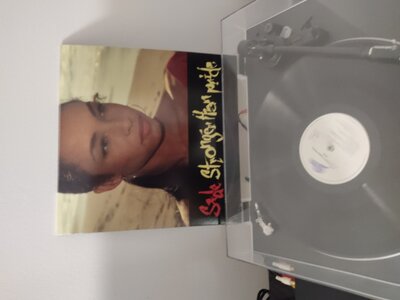 Sade Stronger than pride